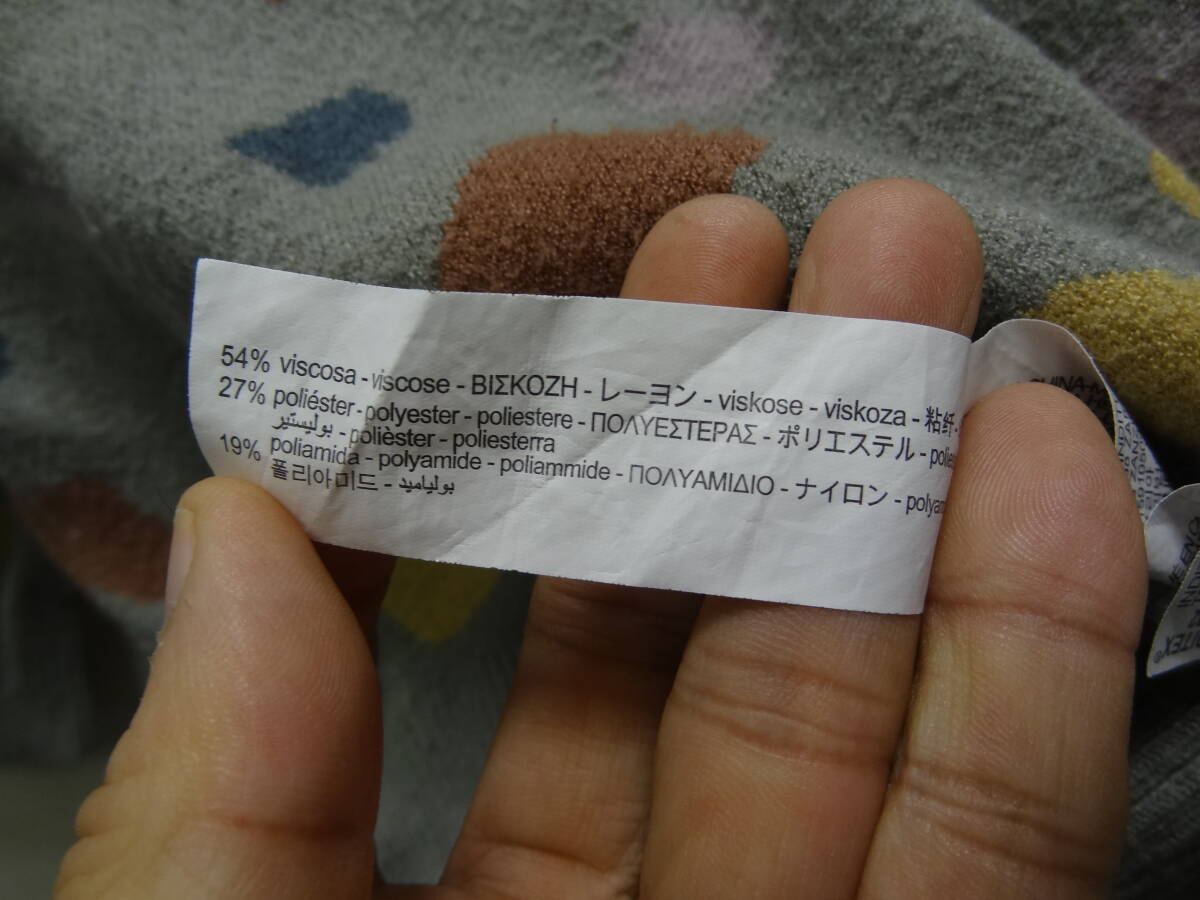 54% viscosa - viscose - ΒΙΣΚΟΖΗ - レーヨン - viskose - viskoza - 粘纤
27% poliéster - polyester - poliestere - ΠΟΛΥΕΣΤΕΡΑΣ - ポリエステル -
بوليستير - polièster - poliesterra
19% poliamida - polyamide - poliammide - ΠΟΛΥΑΜΙΔΙΟ - ナイロン -
폴리아미드 - بولياميد